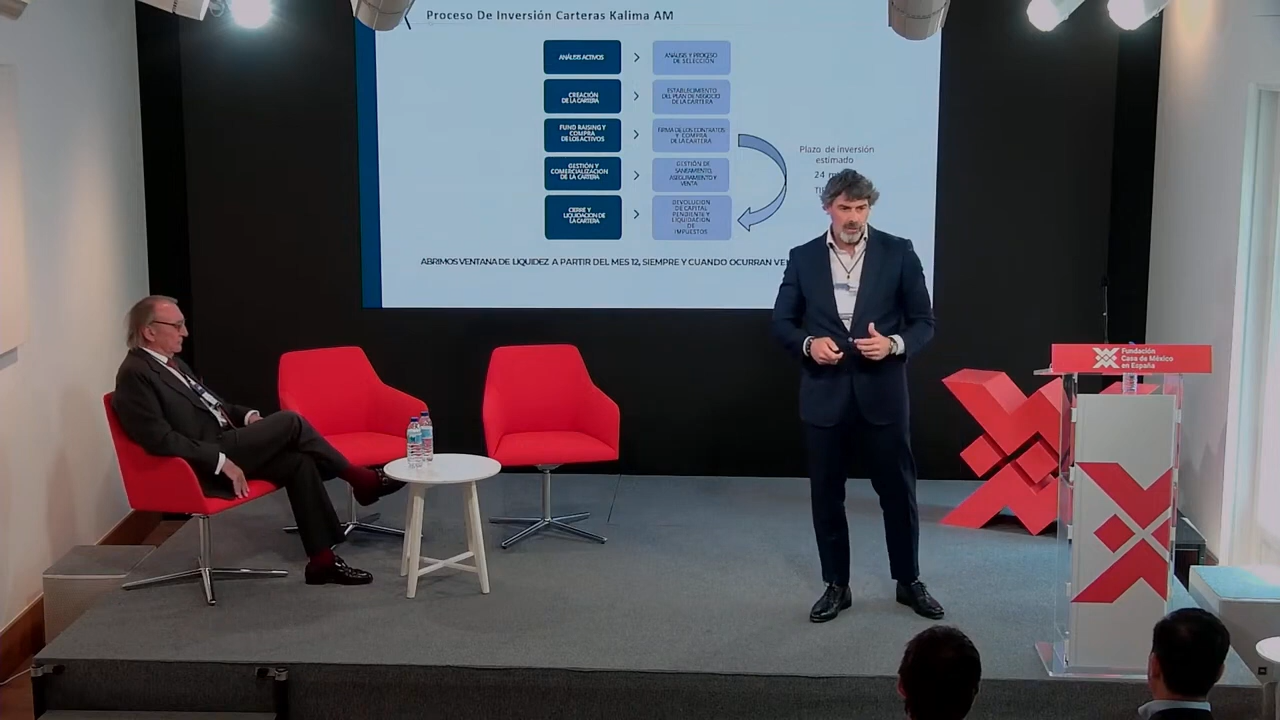 Proceso De Inversión Carteras Kalima AM
ANÁLISIS ACTIVOS
ANÁLISIS Y PROCESO
DE SELECCIÓN
CREACIÓN
DE LA CARTERA
ESTABLECIMIENTO
DEL PLAN DE NEGOCIO
DE LA CARTERA
FUND RAISING Y
COMPRA
DE LOS ACTIVOS
FIRMA DE LOS CONTRATOS
Y COMPRA
DE LA CARTERA
GESTIÓN Y
COMERCIALIZACION
DE LA CARTERA
GESTIÓN DE
SANEAMIENTO,
ASEGURAMIENTO Y
VENTA
CIERRE Y
LIQUIDACION DE
LA CARTERA
DEVOLUCION
DE CAPITAL
PENDIENTE Y
LIQUIDACION
DE
IMPUESTOS
Plazo de inversión
estimado
24
ABRIMOS VENTANA DE LIQUIDEZ A PARTIR DEL MES 12, SIEMPRE Y CUANDO OCURRAN
Fundación
Casa de México
en España